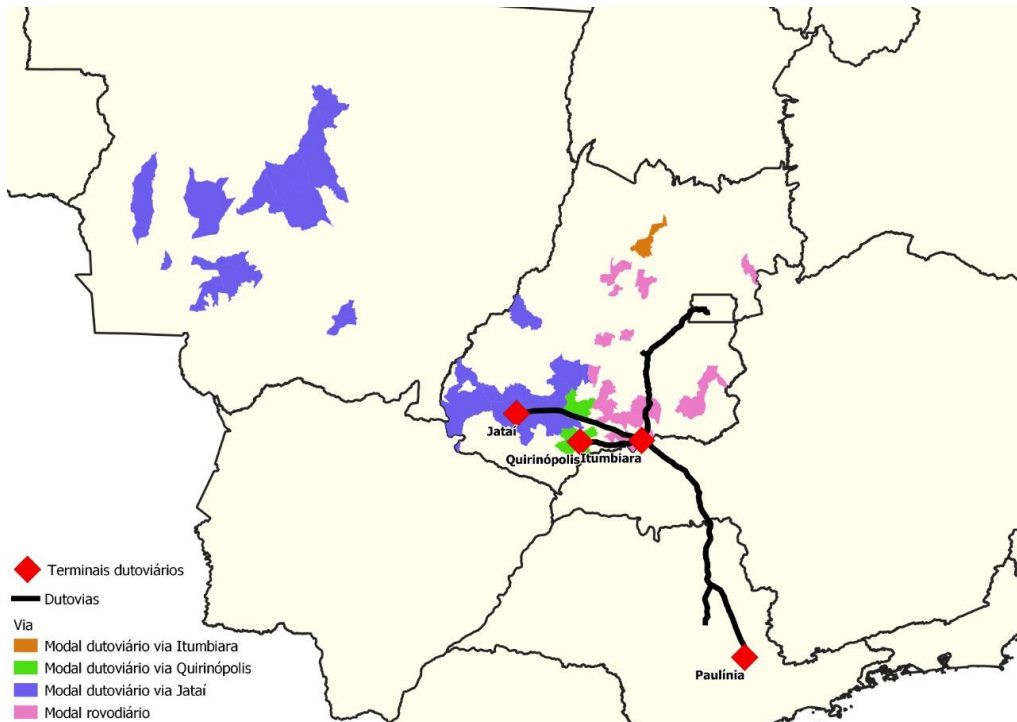 Jataí
Quirinópolis
Itumbiara
Paulínia
Terminais dutoviários
Dutovias
Via
Modal dutoviário via Itumbiara
Modal dutoviário via Quirinópolis
Modal dutoviário via Jataí
Modal rovodiário